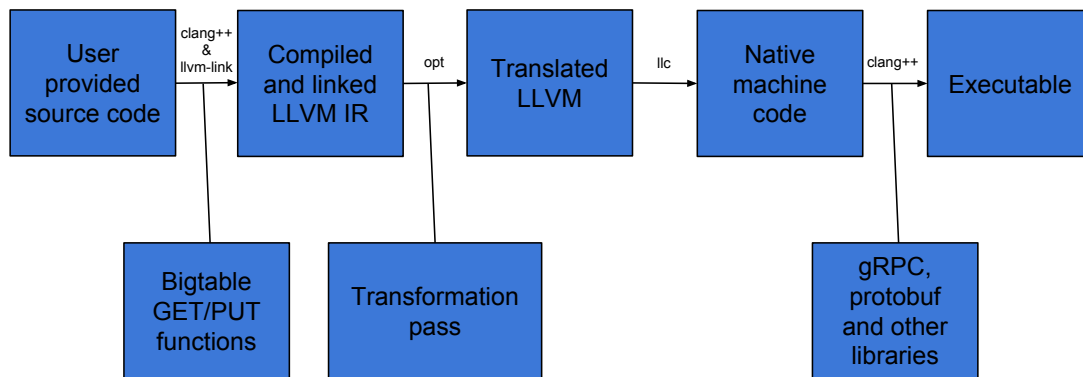 User
provided
source code
clang++
&
llvm-link
Compiled
and linked
LLVM IR
opt
Translated
LLVM
llc
Native
machine
code
clang++
Executable
Bigtable
GET/PUT
functions
Transformation
pass
gRPC,
protobuf
and other
libraries